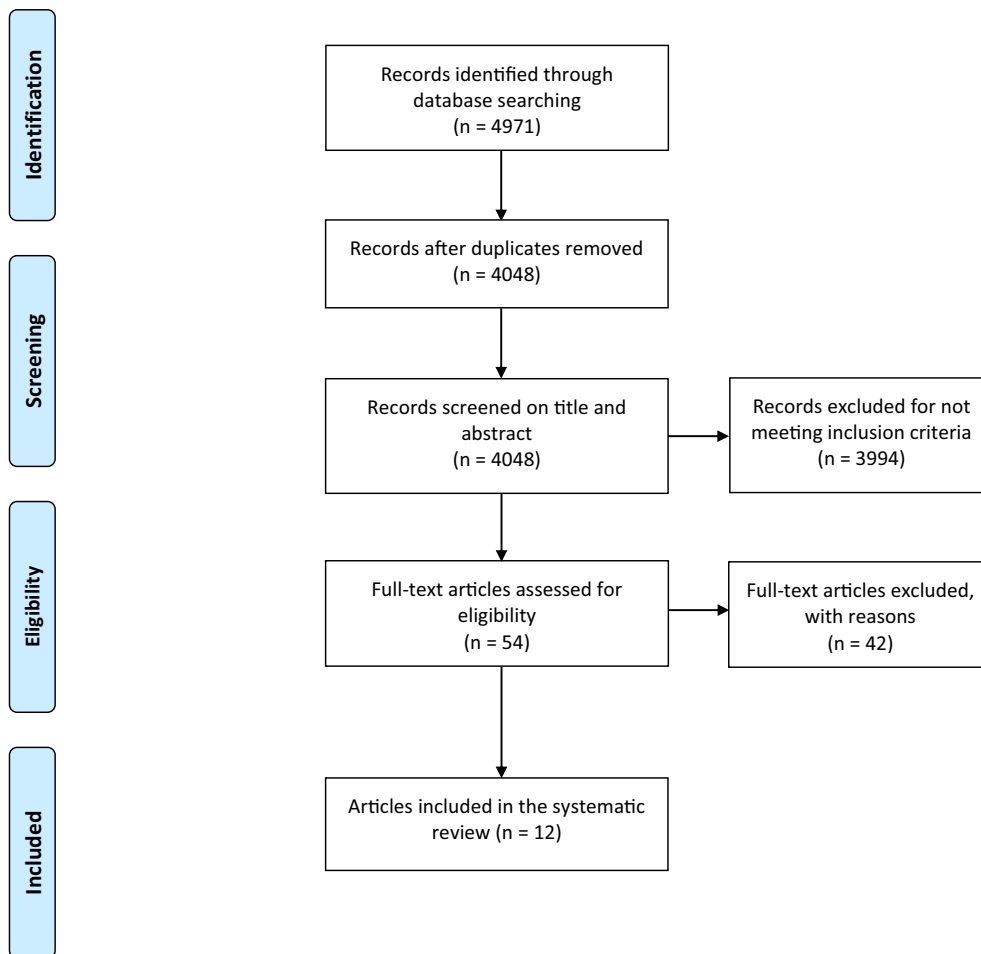 Identification
Records identified through
database searching
(n = 4971)
Records after duplicates removed
(n = 4048)
Screening
Records screened on title and
abstract
(n = 4048)
Records excluded for not
meeting inclusion criteria
(n = 3994)
Eligibility
Full-text articles assessed for
eligibility
(n = 54)
Full-text articles excluded,
with reasons
(n = 42)
Included
Articles included in the systematic
review (n = 12)